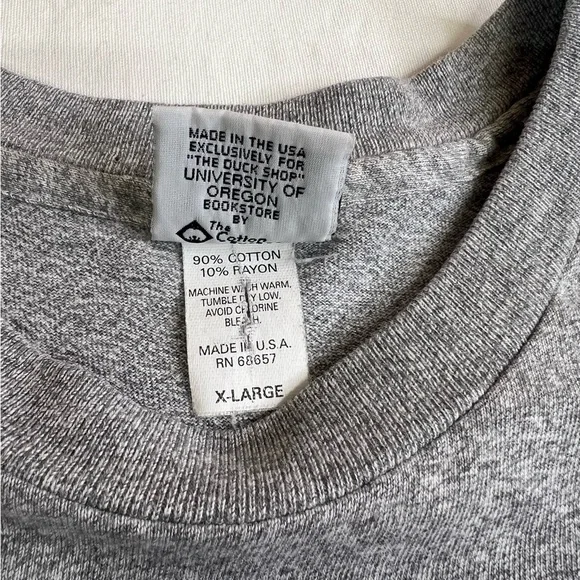 MADE IN THE USA
EXCLUSIVELY FOR
"THE DUCK SHOP"
UNIVERSITY OF
OREGON
BOOKSTORE
BY
The
Cotton
90% COTTON
10% RAYON
MACHINE WASH WARM,
TUMBLE DRY LOW,
AVOID CHLORINE
BLEACH.
MADE IN U.S.A.
RN 68657
X-LARGE